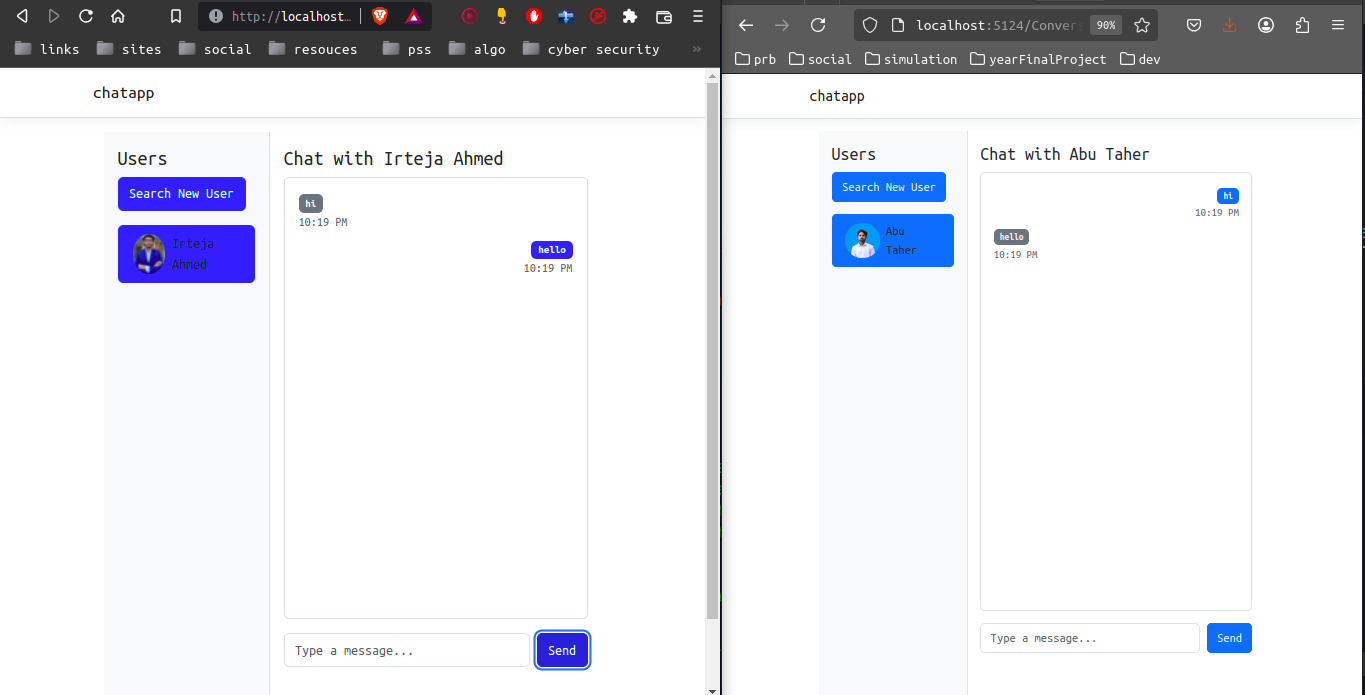 http://localhost…
links sites social resouces pss algo cyber security »
chatapp
Users
Search New User
Irteja
Ahmed
Chat with Irteja Ahmed
hi
10:19 PM
hello
10:19 PM
Type a message...
Send
localhost:5124/Conver
90%
prb social simulation yearFinalProject dev
chatapp
Users
Search New User
Abu
Taher
Chat with Abu Taher
hi
10:19 PM
hello
10:19 PM
Type a message...
Send